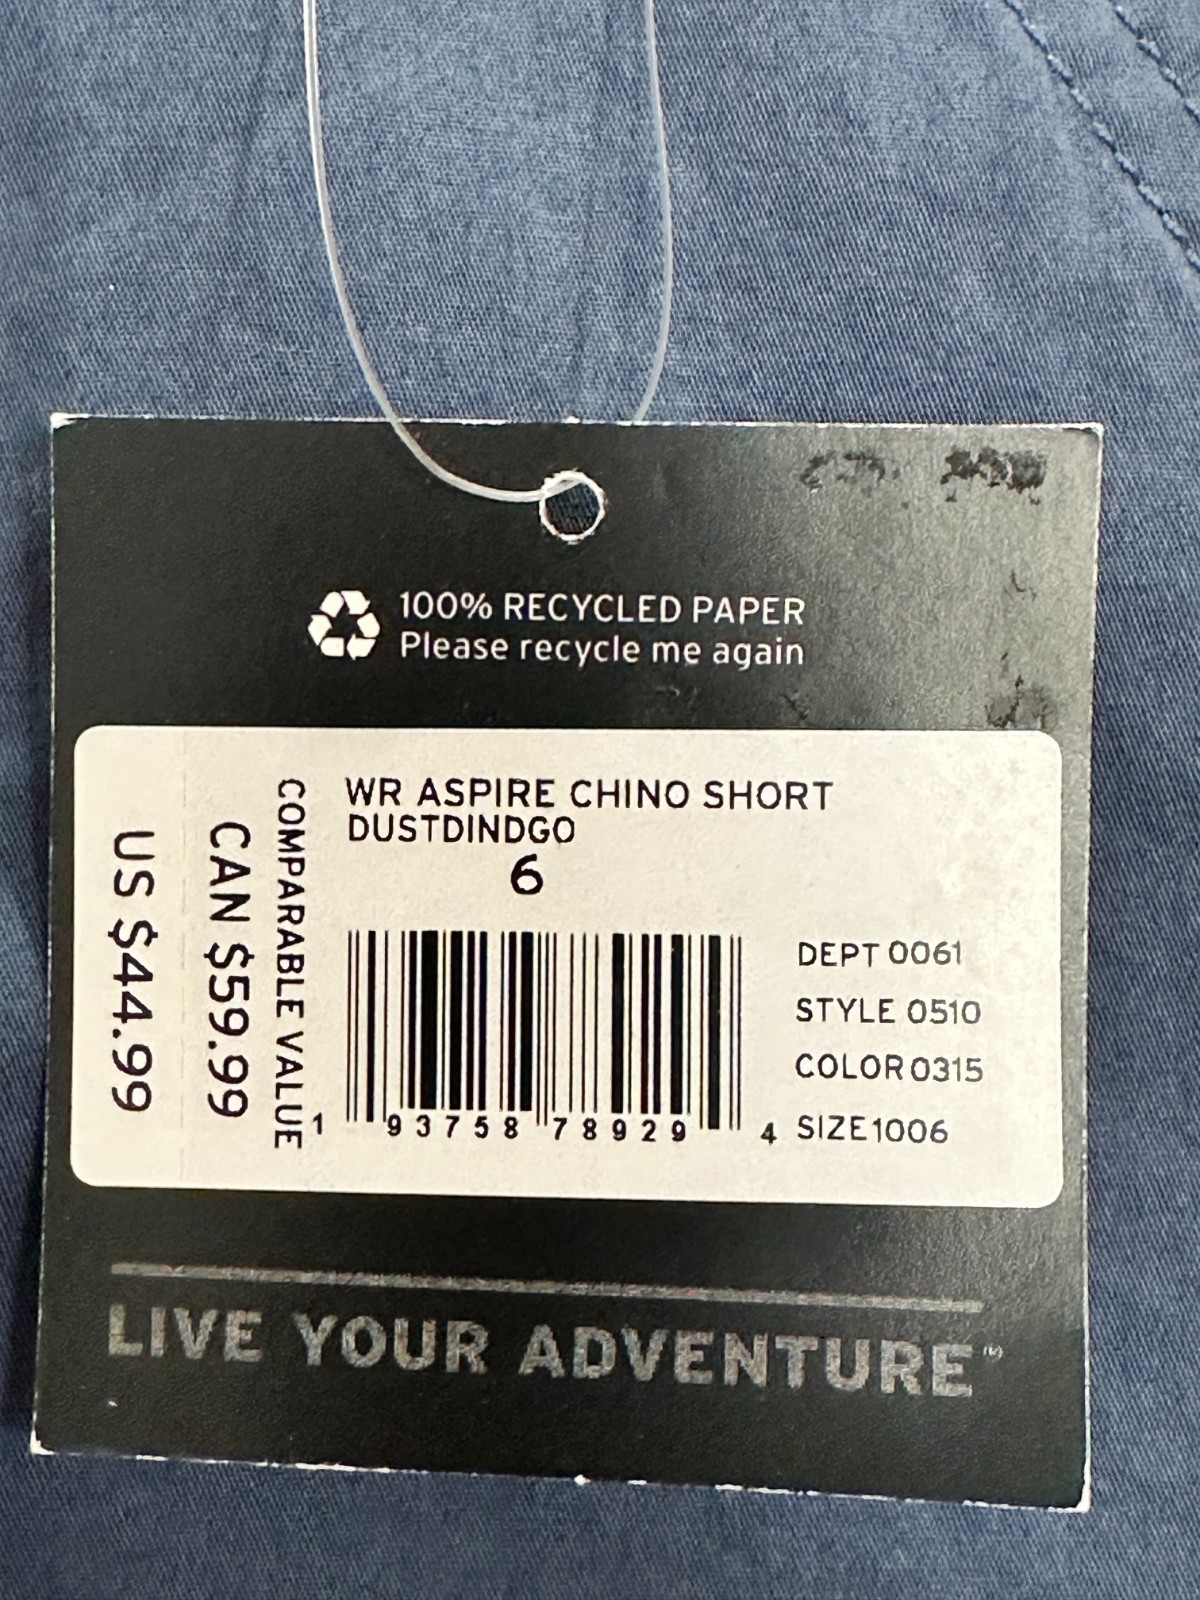 100% RECYCLED PAPER
Please recycle me again
WR ASPIRE CHINO SHORT
DUSTDINDGO
6
COMPARABLE VALUE
CAN $59.99
US $44.99
1 93758 78929 4
DEPT 0061
STYLE 0510
COLOR 0315
SIZE 1006
LIVE YOUR ADVENTURE